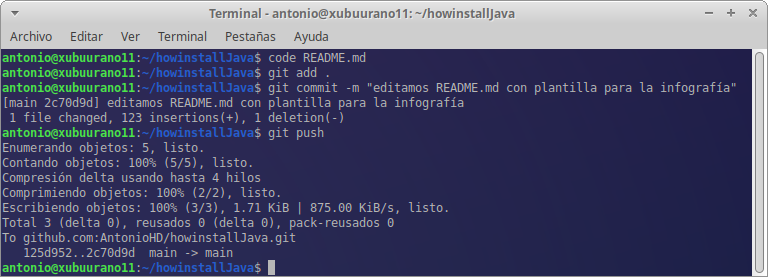 Terminal - antonio@xubuurano11: ~/howinstallJava
Archivo Editar Ver Terminal Pestañas Ayuda
antonio@xubuurano11:~/howinstallJava$ code README.md
antonio@xubuurano11:~/howinstallJava$ git add .
antonio@xubuurano11:~/howinstallJava$ git commit -m "editamos README.md con plantilla para la infografía"
[main 2c70d9d] editamos README.md con plantilla para la infografía
1 file changed, 123 insertions(+), 1 deletion(-)
antonio@xubuurano11:~/howinstallJava$ git push
Enumerando objetos: 5, listo.
Contando objetos: 100% (5/5), listo.
Compresión delta usando hasta 4 hilos
Comprimiendo objetos: 100% (2/2), listo.
Escribiendo objetos: 100% (3/3), 1.71 KiB | 875.00 KiB/s, listo.
Total 3 (delta 0), reusados 0 (delta 0), pack-reusados 0
To github.com:AntonioHD/howinstallJava.git
125d952..2c70d9d main -> main
antonio@xubuurano11:~/howinstallJava$